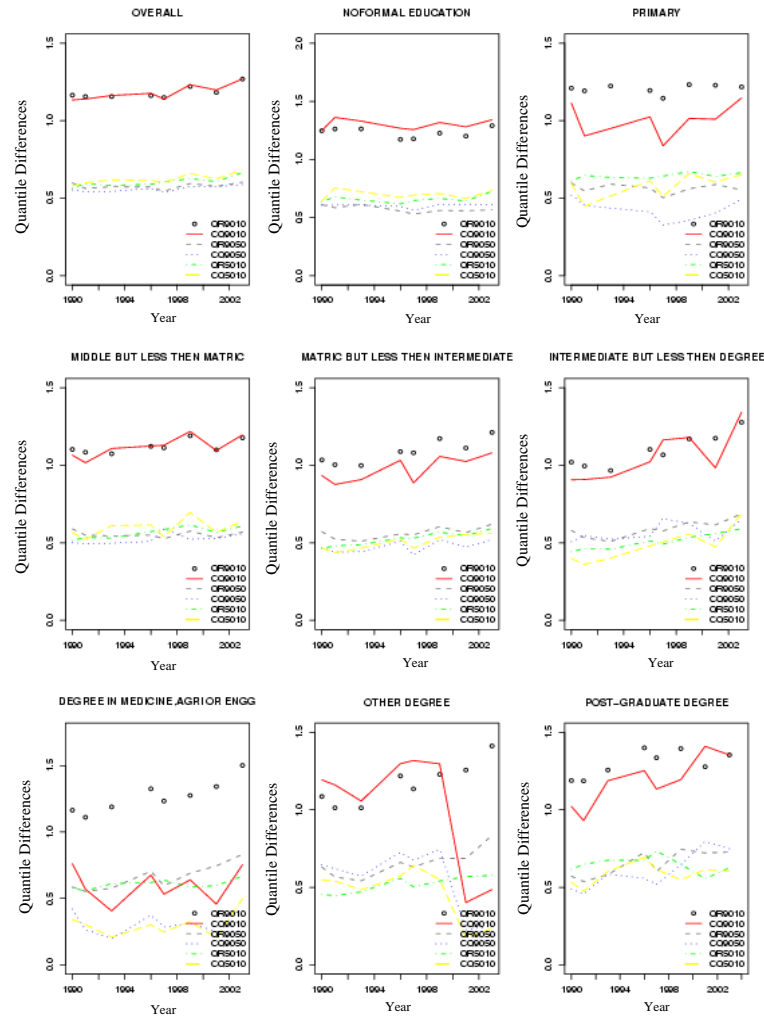 OVERALL
Quantile Differences
1.5
1.0
0.5
0.0
QR9010
CQ9010
QR9050
CQ9050
QR5010
CQ5010
1990 1994 1998 2002
Year
NOFORMAL EDUCATION
Quantile Differences
2.0
1.5
1.0
0.5
0.0
QR9010
CQ9010
QR9050
CQ9050
QR5010
CQ5010
1990 1994 1998 2002
Year
PRIMARY
Quantile Differences
1.5
1.0
0.5
0.0
QR9010
CQ9010
QR9050
CQ9050
QR5010
CQ5010
1990 1994 1998 2002
Year
MIDDLE BUT LESS THEN MATRIC
Quantile Differences
1.5
1.0
0.5
0.0
QR9010
CQ9010
QR9050
CQ9050
QR5010
CQ5010
1990 1994 1998 2002
Year
MATRIC BUT LESS THEN INTERMEDIATE
Quantile Differences
1.5
1.0
0.5
0.0
QR9010
CQ9010
QR9050
CQ9050
QR5010
CQ5010
1990 1994 1998 2002
Year
INTERMEDIATE BUT LESS THEN DEGREE
Quantile Differences
1.5
1.0
0.5
0.0
QR9010
CQ9010
QR9050
CQ9050
QR5010
CQ5010
1990 1994 1998 2002
Year
DEGREE IN MEDICINE,AGRI OR ENGG
Quantile Differences
1.5
1.0
0.5
0.0
QR9010
CQ9010
QR9050
CQ9050
QR5010
CQ5010
1990 1994 1998 2002
Year
OTHER DEGREE
Quantile Differences
1.5
1.0
0.5
0.0
QR9010
CQ9010
QR9050
CQ9050
QR5010
CQ5010
1990 1994 1998 2002
Year
POST-GRADUATE DEGREE
Quantile Differences
1.5
1.0
0.5
0.0
QR9010
CQ9010
QR9050
CQ9050
QR5010
CQ5010
1990 1994 1998 2002
Year